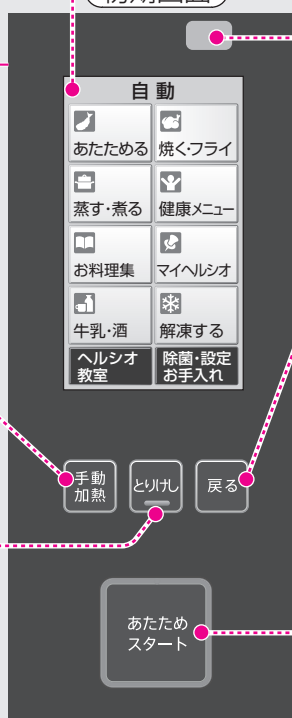 初期画面
自動
あたためる
焼く・フライ
蒸す・煮る
健康メニュー
お料理集
マイヘルシオ
牛乳・酒
解凍する
ヘルシオ
教室
除菌・設定
お手入れ
手動
加熱
とりけし
戻る
あたため
スタート